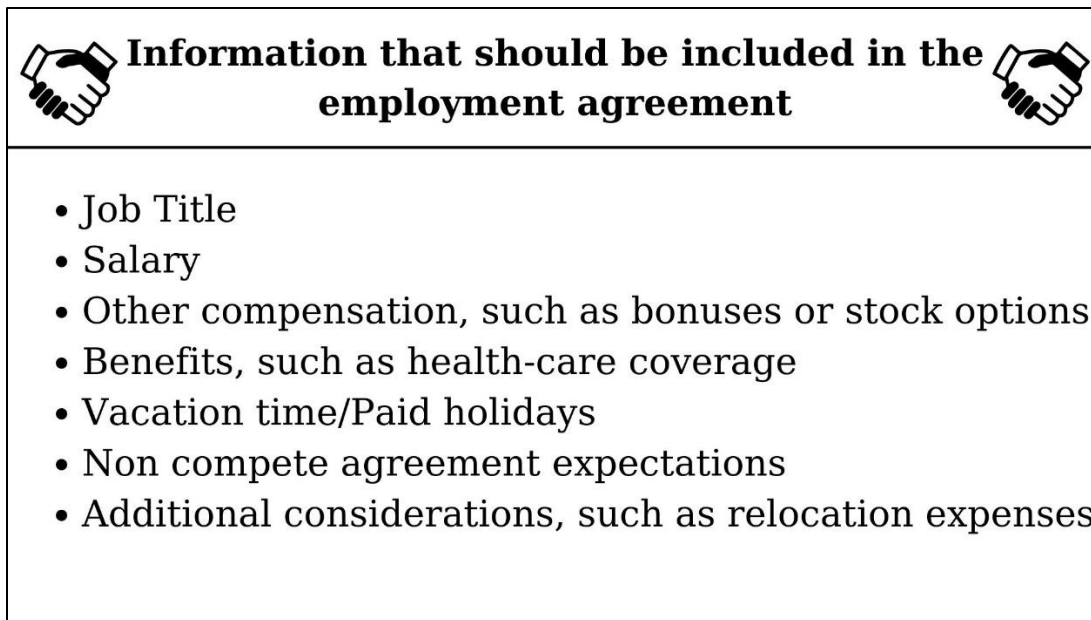 Information that should be included in the
employment agreement
• Job Title
• Salary
• Other compensation, such as bonuses or stock options
• Benefits, such as health-care coverage
• Vacation time/Paid holidays
• Non compete agreement expectations
• Additional considerations, such as relocation expenses